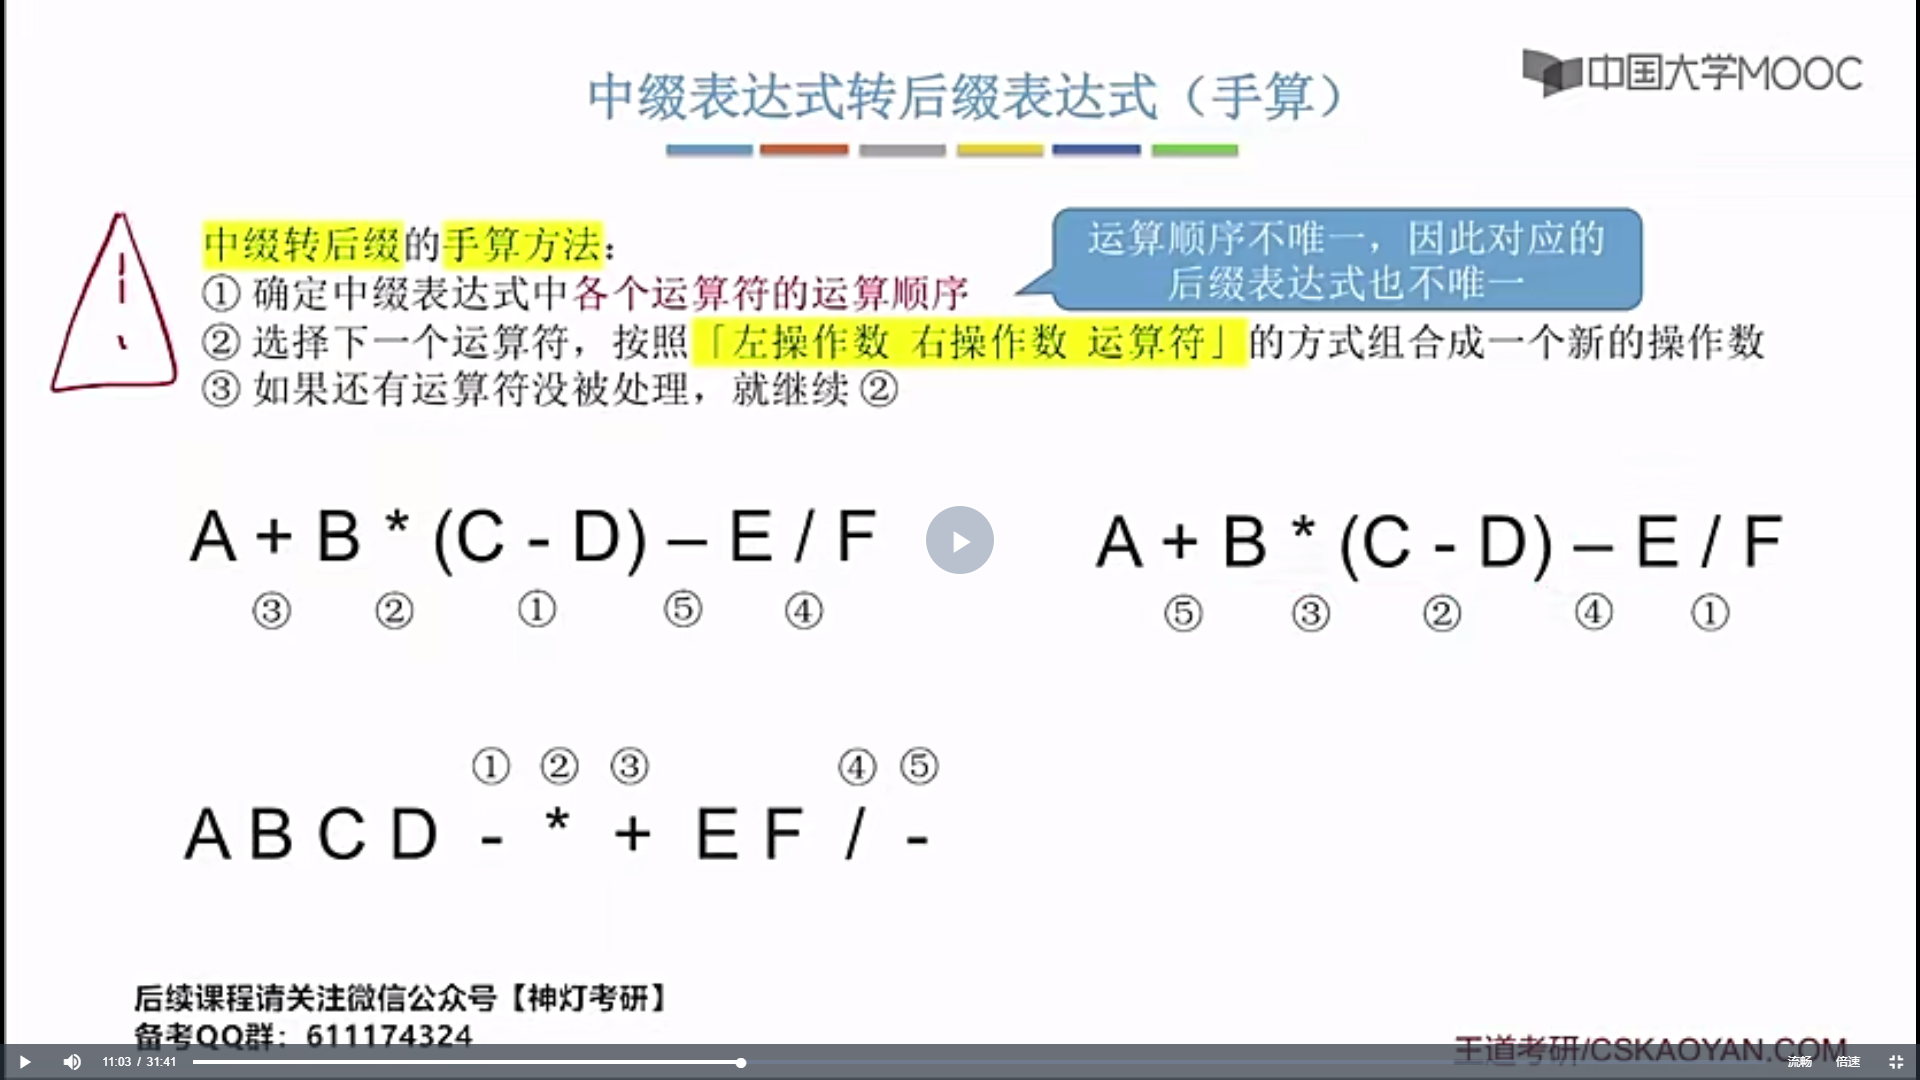 中国大学MOOC
中缀表达式转后缀表达式（手算）
中缀转后缀的手算方法：
① 确定中缀表达式中各个运算符的运算顺序
② 选择下一个运算符，按照「左操作数 右操作数 运算符」的方式组合成一个新的操作数
③ 如果还有运算符没被处理，就继续 ②
运算顺序不唯一，因此对应的
后缀表达式也不唯一
A + B * (C - D) – E / F
③ ② ① ⑤ ④
A + B * (C - D) – E / F
⑤ ③ ② ④ ①
① ② ③ ④ ⑤
A B C D - * + E F / -
后续课程请关注微信公众号【神灯考研】
备考QQ群：611174324
王道考研/CSKAOYAN.COM
11:03 / 31:41
流畅 倍速